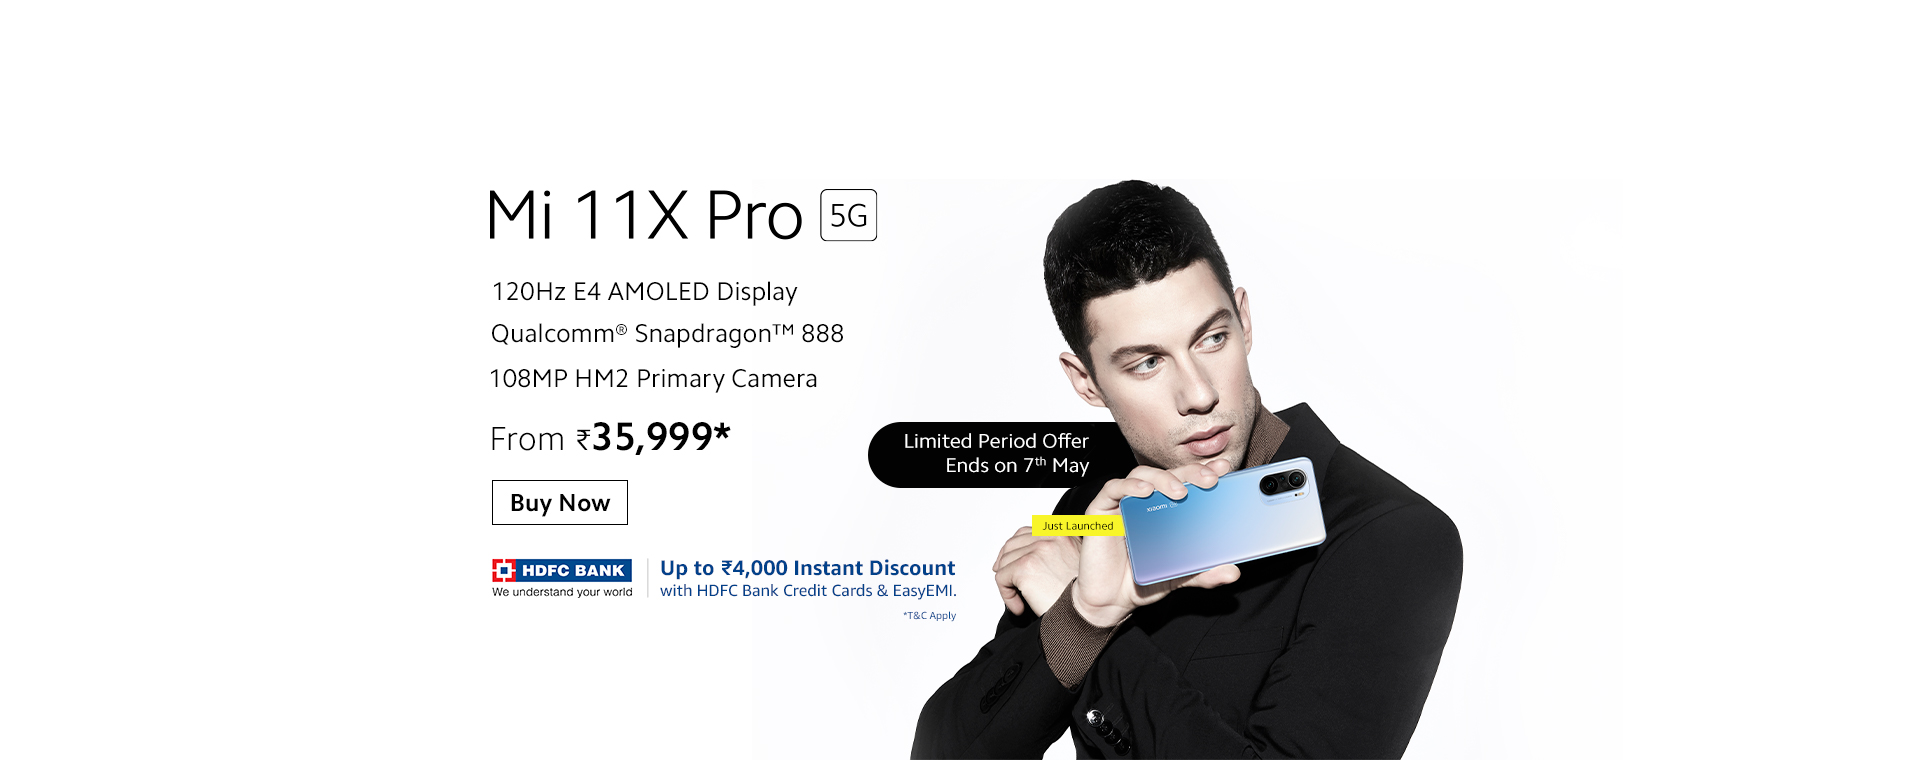 Mi 11X Pro 5G
120Hz E4 AMOLED Display
Qualcomm® Snapdragon™ 888
108MP HM2 Primary Camera
From ₹35,999*
Buy Now
Limited Period Offer
Ends on 7th May
Just Launched
xiaomi 5G
HDFC BANK
We understand your world
Up to ₹4,000 Instant Discount
with HDFC Bank Credit Cards & EasyEMI.
*T&C Apply